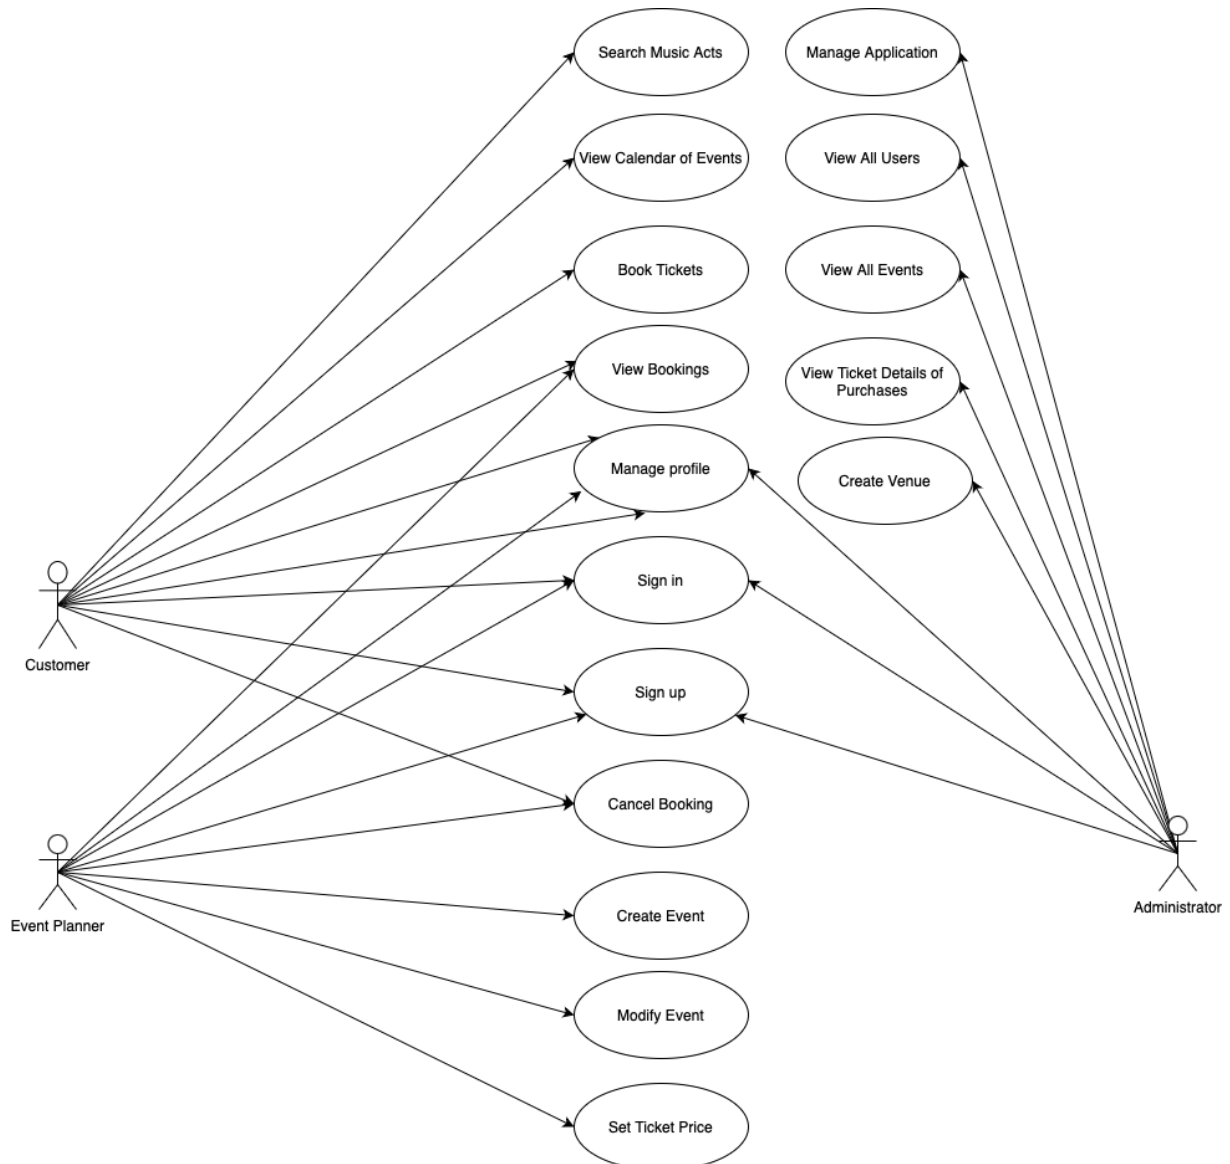 Search Music Acts
Manage Application
View Calendar of Events
View All Users
Book Tickets
View All Events
View Bookings
View Ticket Details of
Purchases
Manage profile
Create Venue
Sign in
Customer
Sign up
Cancel Booking
Create Event
Administrator
Event Planner
Modify Event
Set Ticket Price